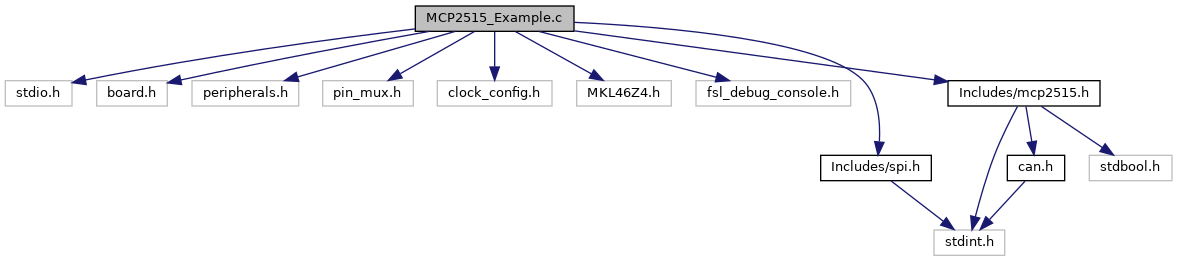 MCP2515_Example.c
stdio.h
board.h
peripherals.h
pin_mux.h
clock_config.h
MKL46Z4.h
fsl_debug_console.h
Includes/mcp2515.h
Includes/spi.h
can.h
stdbool.h
stdint.h